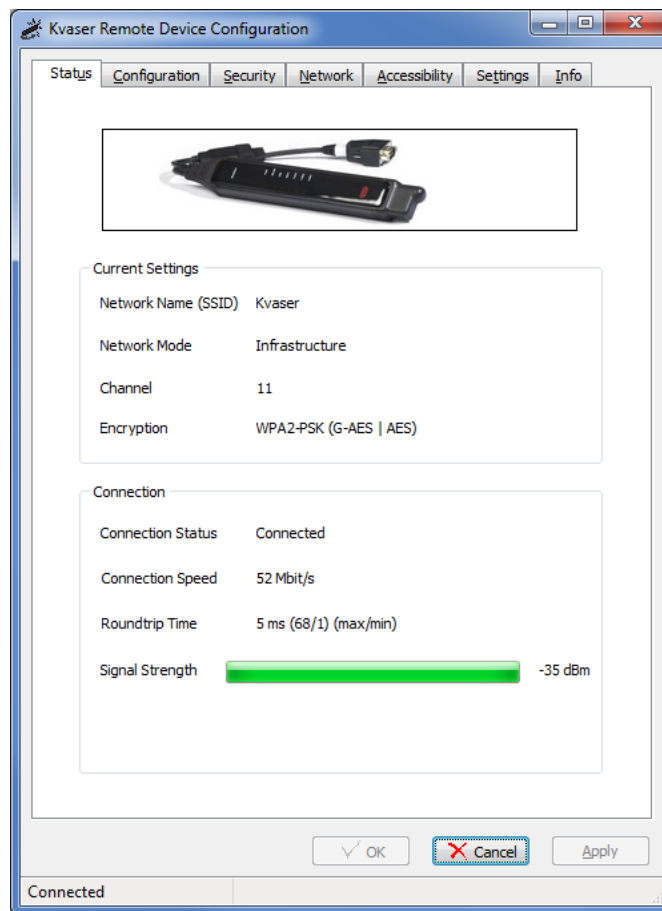 Kvaser Remote Device Configuration
Status Configuration Security Network Accessibility Settings Info
Current Settings
Network Name (SSID) Kvaser
Network Mode Infrastructure
Channel 11
Encryption WPA2-PSK (G-AES | AES)
Connection
Connection Status Connected
Connection Speed 52 Mbit/s
Roundtrip Time 5 ms (68/1) (max/min)
Signal Strength -35 dBm
OK Cancel Apply
Connected